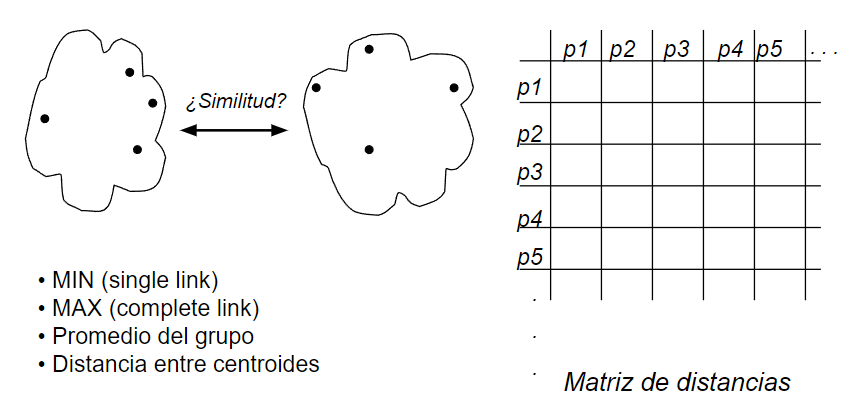 ¿Similitud?
• MIN (single link)
• MAX (complete link)
• Promedio del grupo
• Distancia entre centroides
p1 p2 p3 p4 p5 . . .
p1
p2
p3
p4
p5
.
.
.
Matriz de distancias